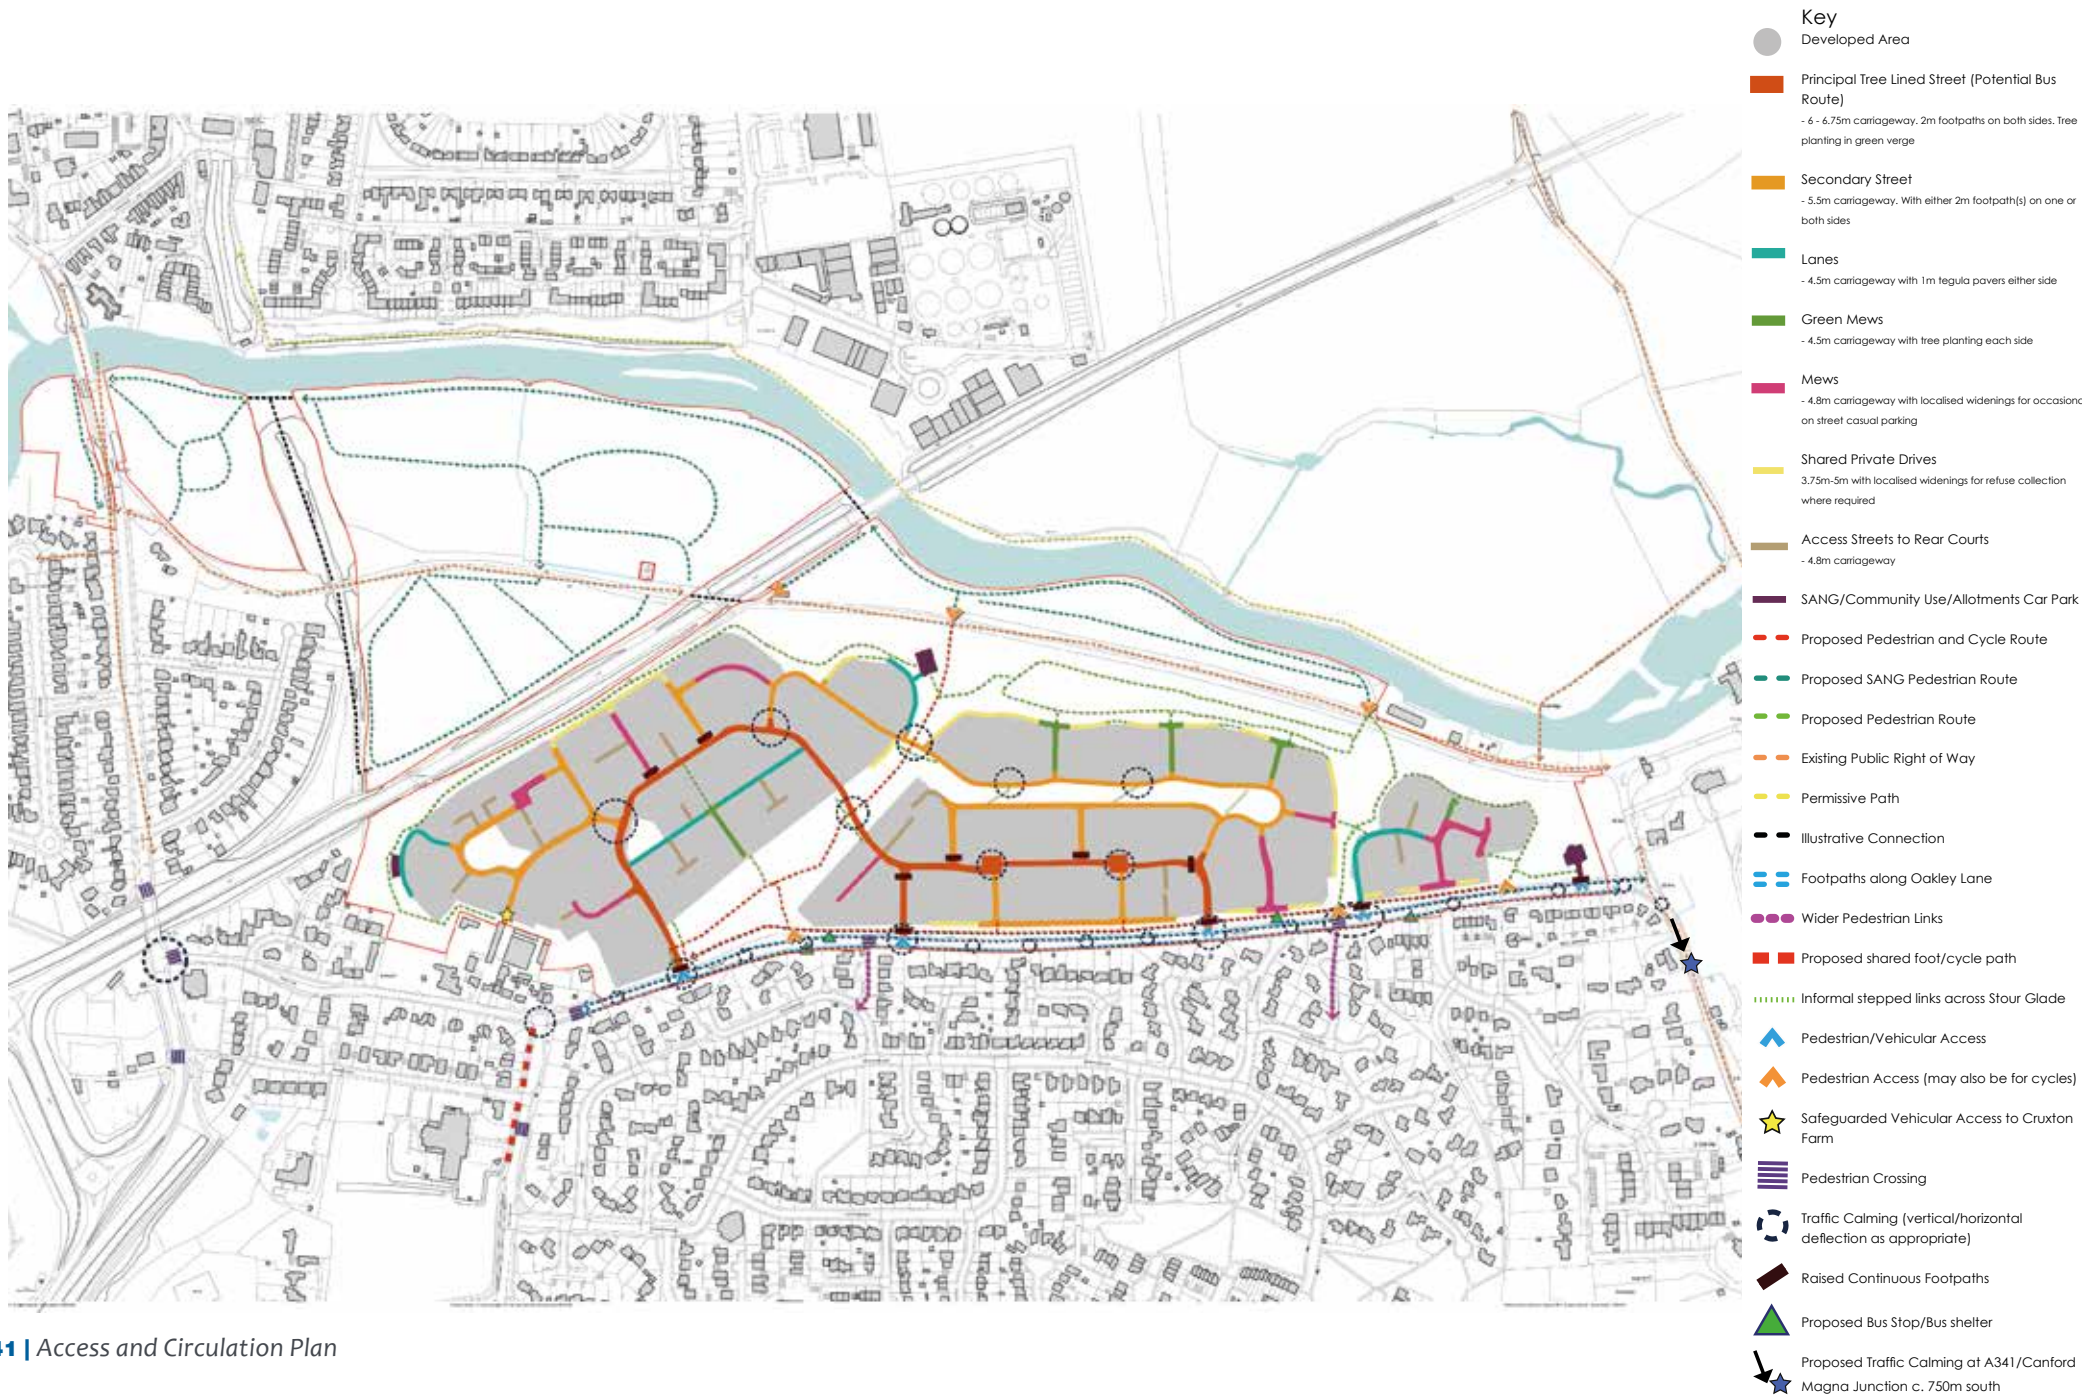 Key
Developed Area
Principal Tree Lined Street (Potential Bus
Route)
- 6 - 6.75m carriageway. 2m footpaths on both sides. Tree
planting in green verge
Secondary Street
- 5.5m carriageway. With either 2m footpath(s) on one or
both sides
Lanes
- 4.5m carriageway with 1m tegula pavers either side
Green Mews
- 4.5m carriageway with tree planting each side
Mews
- 4.8m carriageway with localised widenings for occasional
on street casual parking
Shared Private Drives
3.75m-5m with localised widenings for refuse collection
where required
Access Streets to Rear Courts
- 4.8m carriageway
SANG/Community Use/Allotments Car Park
Proposed Pedestrian and Cycle Route
Proposed SANG Pedestrian Route
Proposed Pedestrian Route
Existing Public Right of Way
Permissive Path
Illustrative Connection
Footpaths along Oakley Lane
Wider Pedestrian Links
Proposed shared foot/cycle path
Informal stepped links across Stour Glade
Pedestrian/Vehicular Access
Pedestrian Access (may also be for cycles)
Safeguarded Vehicular Access to Cruxton
Farm
Pedestrian Crossing
Traffic Calming (vertical/horizontal
deflection as appropriate)
Raised Continuous Footpaths
Proposed Bus Stop/Bus shelter
Proposed Traffic Calming at A341/Canford
Magna Junction c. 750m south
41 | Access and Circulation Plan